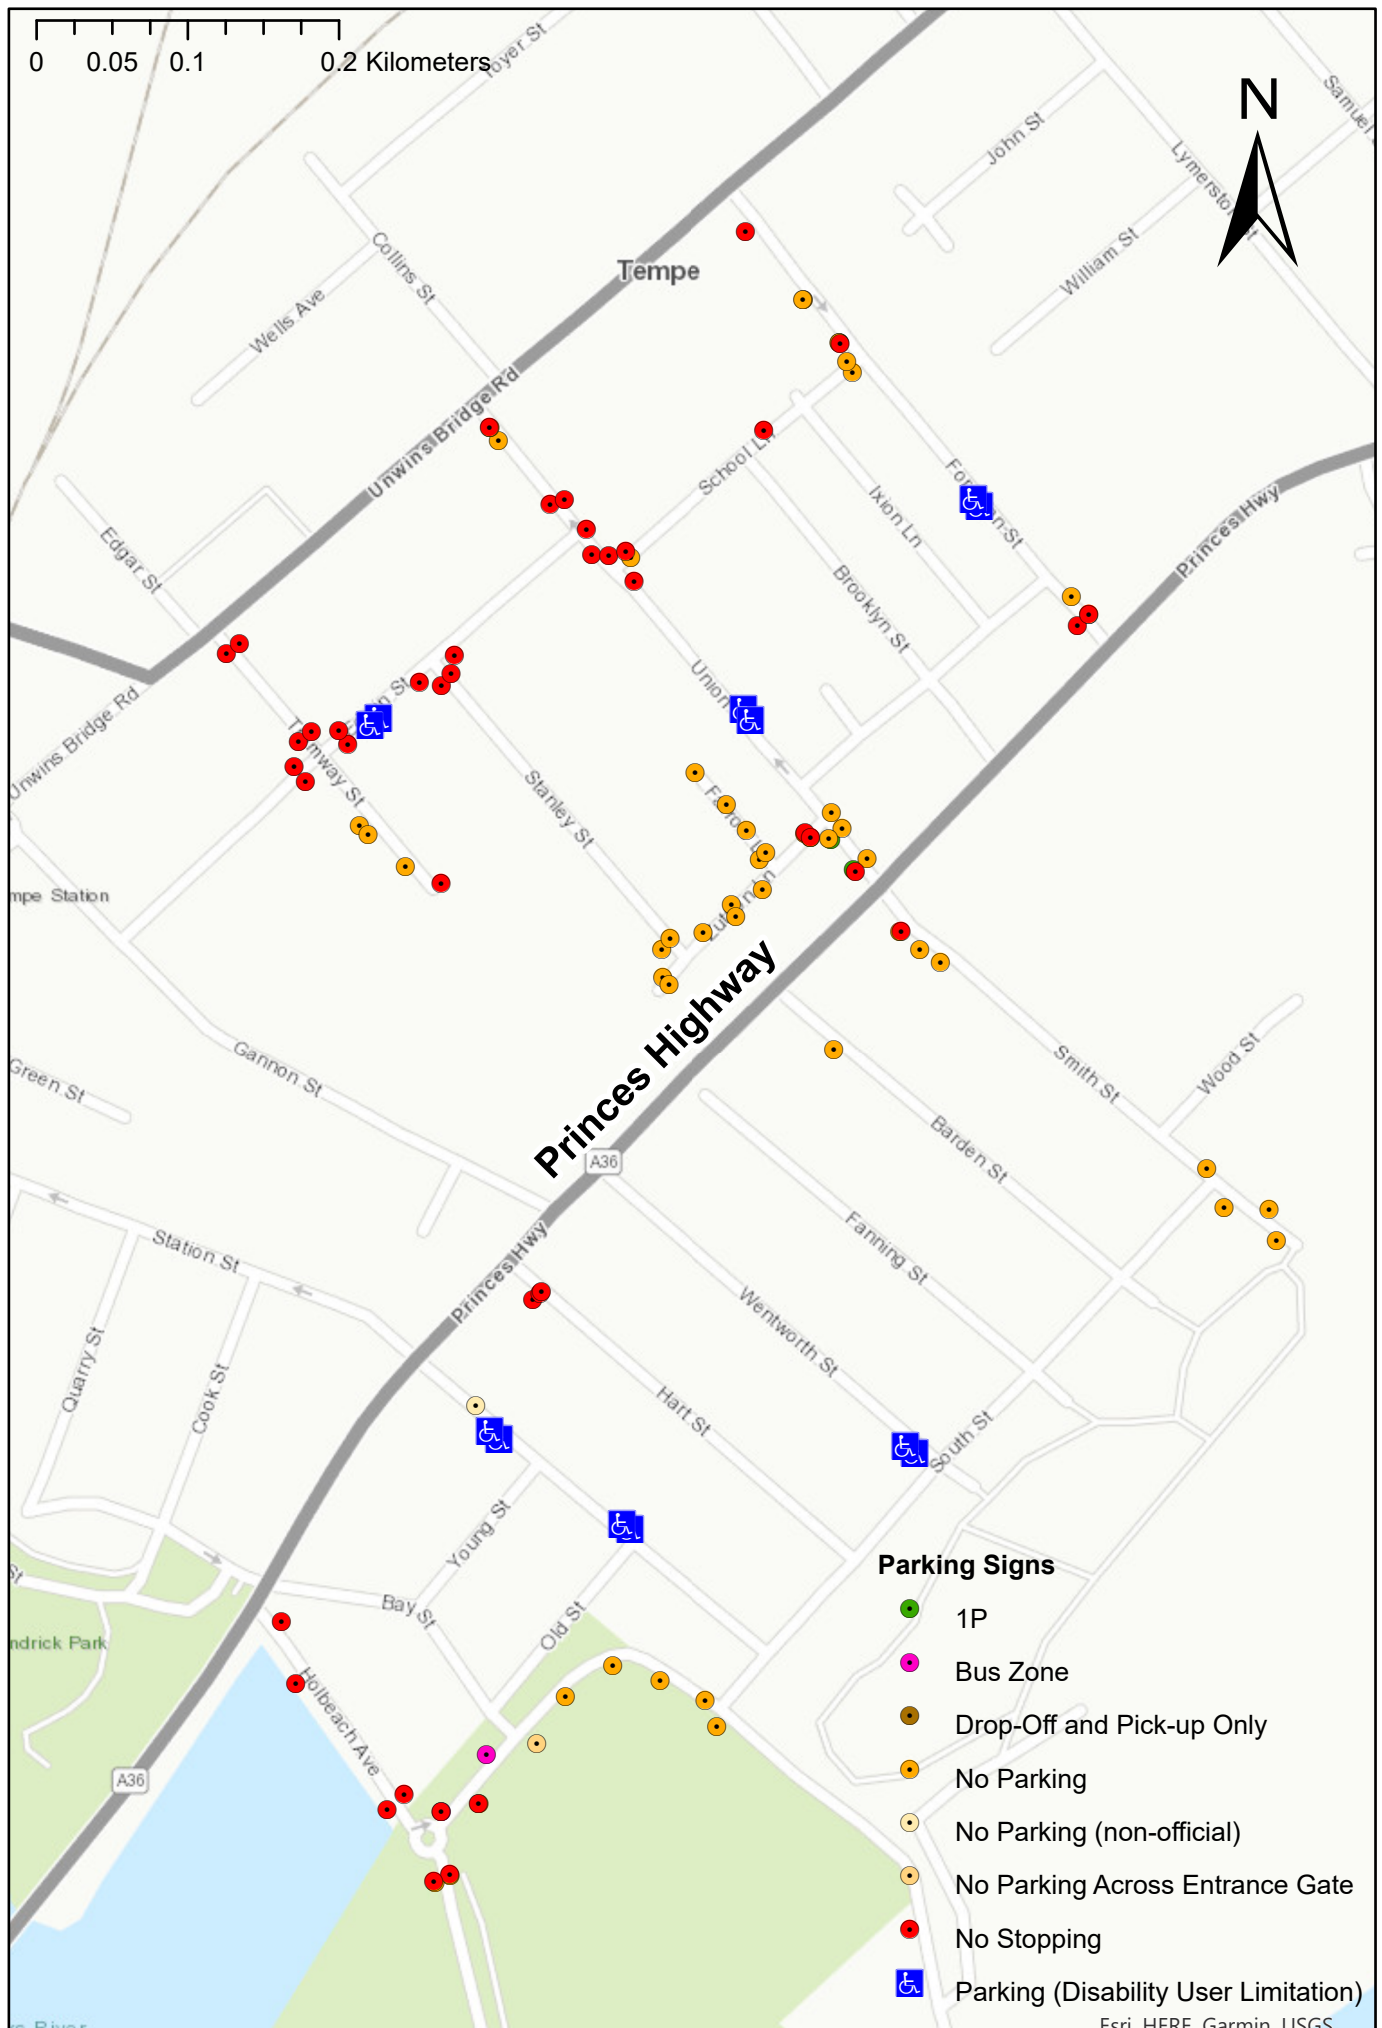 0 0.05 0.1 0.2 Kilometers
N
John St
Samuel
Collins St
Wells Ave
Tempe
William St
Unwins Bridge Rd
School Ln
Ixion Ln
Princes Hwy
Edgar St
Brooklyn St
Union
Unwins Bridge Rd
Stanley St
Princes Highway
Gannon St
Green St
Smith St
Wood St
Barden St
A36
Fanning St
Station St
Princes Hwy
Wentworth St
Quarry St
Cook St
Hart St
South St
Young St
Bay St
Old St
Holbeach Ave
A36
Parking Signs
1P
Bus Zone
Drop-Off and Pick-up Only
No Parking
No Parking (non-official)
No Parking Across Entrance Gate
No Stopping
Parking (Disability User Limitation)
Esri, HERE, Garmin, USGS